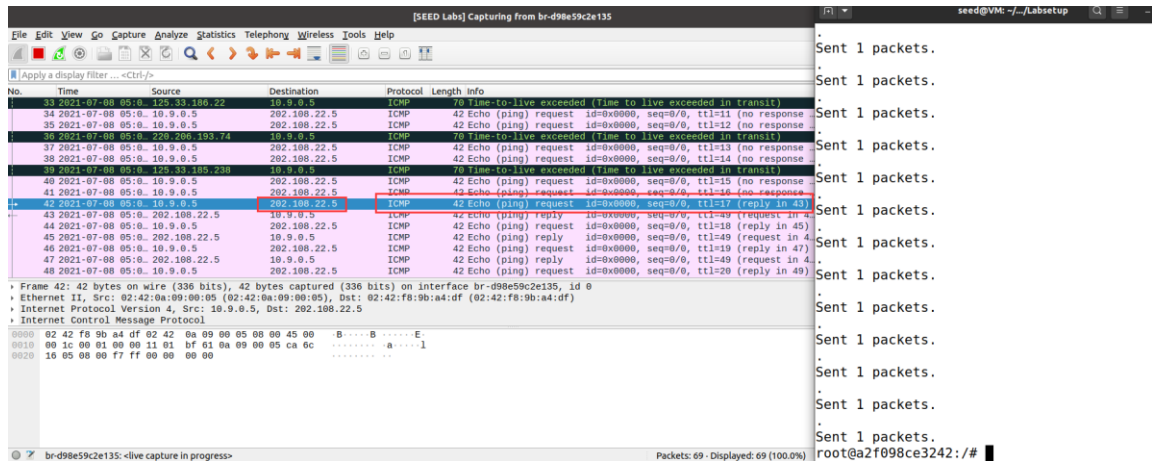 [SEED Labs] Capturing from br-d98e59c2e135
File Edit View Go Capture Analyze Statistics Telephony Wireless Tools Help
Apply a display filter ... <Ctrl-/>
No. Time Source Destination Protocol Length Info
33 2021-07-08 05:0… 125.33.186.22 10.9.0.5 ICMP 70 Time-to-live exceeded (Time to live exceeded in transit)
34 2021-07-08 05:0… 10.9.0.5 202.108.22.5 ICMP 42 Echo (ping) request id=0x0000, seq=0/0, ttl=11 (no response
35 2021-07-08 05:0… 10.9.0.5 202.108.22.5 ICMP 42 Echo (ping) request id=0x0000, seq=0/0, ttl=12 (no response
36 2021-07-08 05:0… 220.206.193.74 10.9.0.5 ICMP 70 Time-to-live exceeded (Time to live exceeded in transit)
37 2021-07-08 05:0… 10.9.0.5 202.108.22.5 ICMP 42 Echo (ping) request id=0x0000, seq=0/0, ttl=13 (no response
38 2021-07-08 05:0… 10.9.0.5 202.108.22.5 ICMP 42 Echo (ping) request id=0x0000, seq=0/0, ttl=14 (no response
39 2021-07-08 05:0… 125.33.185.238 10.9.0.5 ICMP 70 Time-to-live exceeded (Time to live exceeded in transit)
40 2021-07-08 05:0… 10.9.0.5 202.108.22.5 ICMP 42 Echo (ping) request id=0x0000, seq=0/0, ttl=15 (no response
41 2021-07-08 05:0… 10.9.0.5 202.108.22.5 ICMP 42 Echo (ping) request id=0x0000, seq=0/0, ttl=16 (no response
42 2021-07-08 05:0… 10.9.0.5 202.108.22.5 ICMP 42 Echo (ping) request id=0x0000, seq=0/0, ttl=17 (reply in 43)
43 2021-07-08 05:0… 202.108.22.5 10.9.0.5 ICMP 42 Echo (ping) reply id=0x0000, seq=0/0, ttl=49 (request in 4…
44 2021-07-08 05:0… 10.9.0.5 202.108.22.5 ICMP 42 Echo (ping) request id=0x0000, seq=0/0, ttl=18 (reply in 45)
45 2021-07-08 05:0… 202.108.22.5 10.9.0.5 ICMP 42 Echo (ping) reply id=0x0000, seq=0/0, ttl=49 (request in 4…
46 2021-07-08 05:0… 10.9.0.5 202.108.22.5 ICMP 42 Echo (ping) request id=0x0000, seq=0/0, ttl=19 (reply in 47)
47 2021-07-08 05:0… 202.108.22.5 10.9.0.5 ICMP 42 Echo (ping) reply id=0x0000, seq=0/0, ttl=49 (request in 4…
48 2021-07-08 05:0… 10.9.0.5 202.108.22.5 ICMP 42 Echo (ping) request id=0x0000, seq=0/0, ttl=20 (reply in 49)
Frame 42: 42 bytes on wire (336 bits), 42 bytes captured (336 bits) on interface br-d98e59c2e135, id 0
Ethernet II, Src: 02:42:0a:09:00:05 (02:42:0a:09:00:05), Dst: 02:42:f8:9b:a4:df (02:42:f8:9b:a4:df)
Internet Protocol Version 4, Src: 10.9.0.5, Dst: 202.108.22.5
Internet Control Message Protocol
0000 02 42 f8 9b a4 df 02 42 0a 09 00 05 08 00 45 00 ·B·····B ······E·
0010 00 1c 00 01 00 00 11 01 bf 61 0a 09 00 05 ca 6c ········ ·a·····l
0020 16 05 08 00 f7 ff 00 00 00 00 ········ ··
br-d98e59c2e135: <live capture in progress> Packets: 69 · Displayed: 69 (100.0%)
seed@VM: ~/.../Labsetup
.
Sent 1 packets.
.
Sent 1 packets.
.
Sent 1 packets.
.
Sent 1 packets.
.
Sent 1 packets.
.
Sent 1 packets.
.
Sent 1 packets.
.
Sent 1 packets.
.
Sent 1 packets.
.
Sent 1 packets.
.
Sent 1 packets.
.
Sent 1 packets.
.
Sent 1 packets.
root@a2f098ce3242:/#